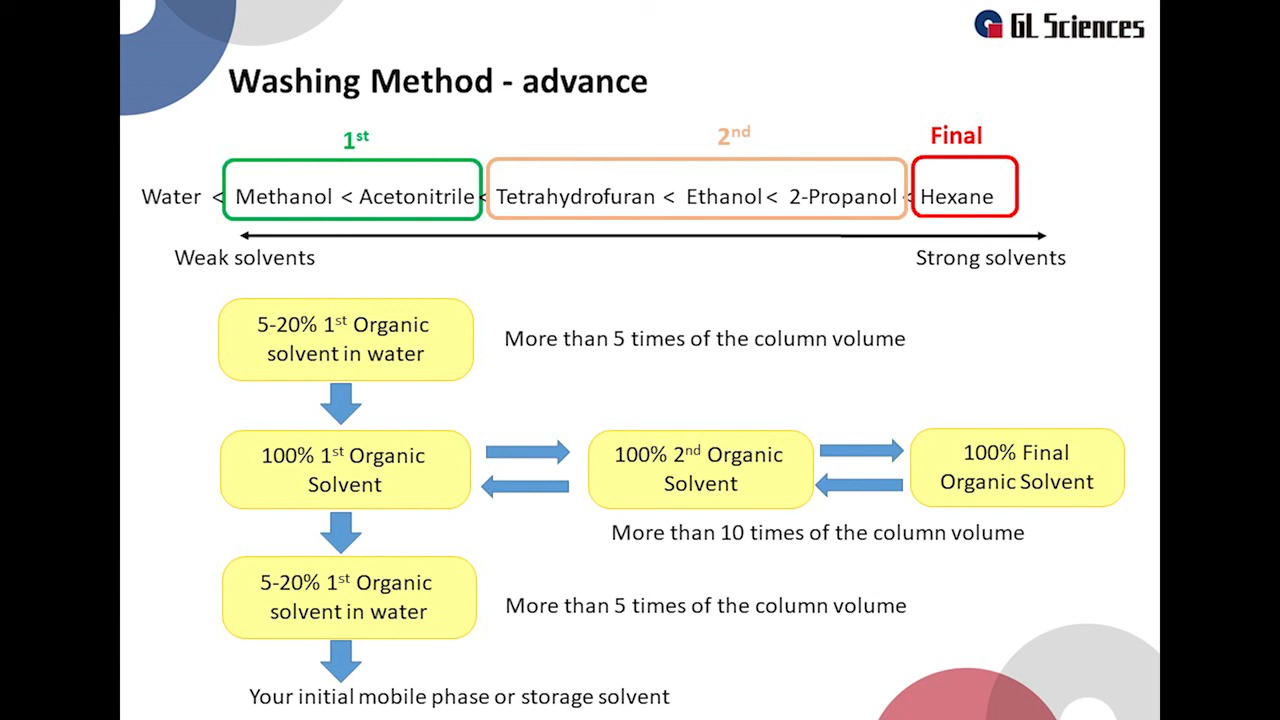 GL Sciences
Washing Method - advance
1st
2nd
Final
Water < Methanol < Acetonitrile < Tetrahydrofuran < Ethanol < 2-Propanol < Hexane
Weak solvents
Strong solvents
5-20% 1st Organic
solvent in water
More than 5 times of the column volume
100% 1st Organic
Solvent
100% 2nd Organic
Solvent
100% Final
Organic Solvent
More than 10 times of the column volume
5-20% 1st Organic
solvent in water
More than 5 times of the column volume
Your initial mobile phase or storage solvent